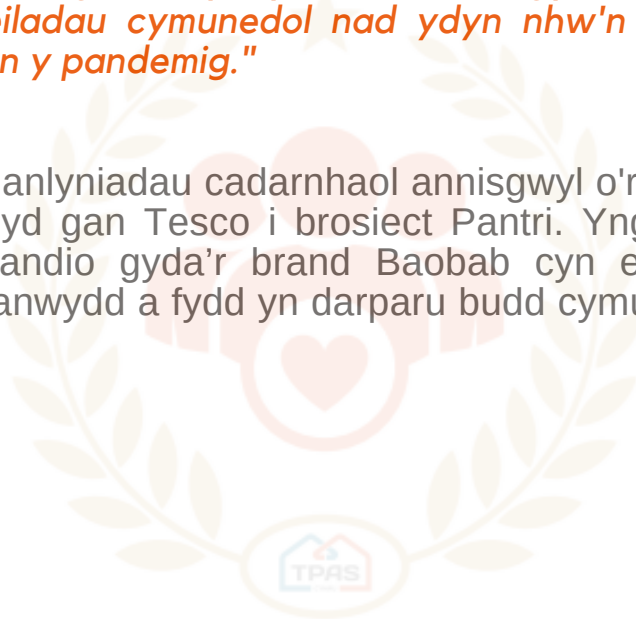 biladau cymunedol nad ydyn nhw'n
n y pandemig."
anlyniadau cadarnhaol annisgwyl o'r
yd gan Tesco i brosiect Pantri. Yng
andio gyda’r brand Baobab cyn e
anwydd a fydd yn darparu budd cymu
TPAS